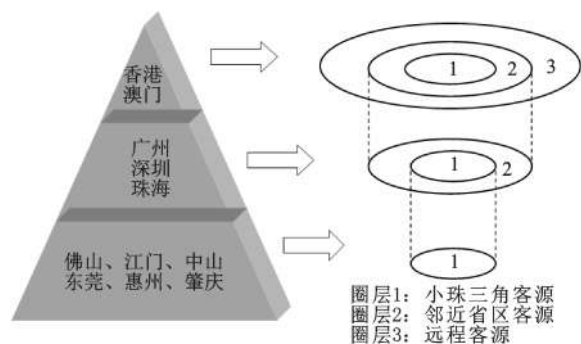 香港
澳门
广州
深圳
珠海
佛山、江门、中山
东莞、惠州、肇庆
1
2
3
1
2
1
圈层1：小珠三角客源
圈层2：邻近省区客源
圈层3：远程客源